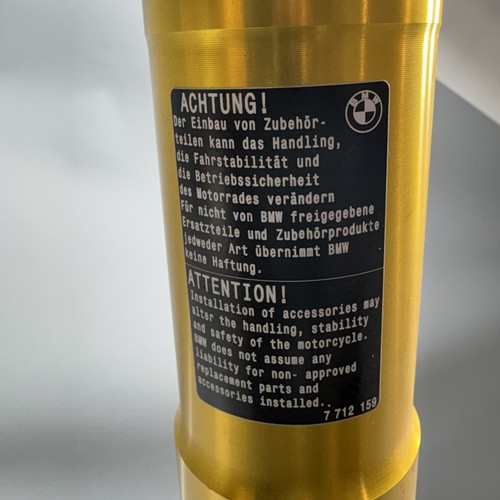 ACHTUNG!
BMW
Der Einbau von Zubehör-
teilen kann das Handling,
die Fahrstabilität und
die Betriebssicherheit
des Motorrades verändern
Für nicht von BMW freigegebene
Ersatzteile und Zubehörprodukte
jedweder Art übernimmt BMW
keine Haftung.
ATTENTION!
Installation of accessories may
alter the handling, stability
and safety of the motorcycle.
BMW does not assume any
liability for non- approved
replacement parts and
accessories installed..
7 712 159